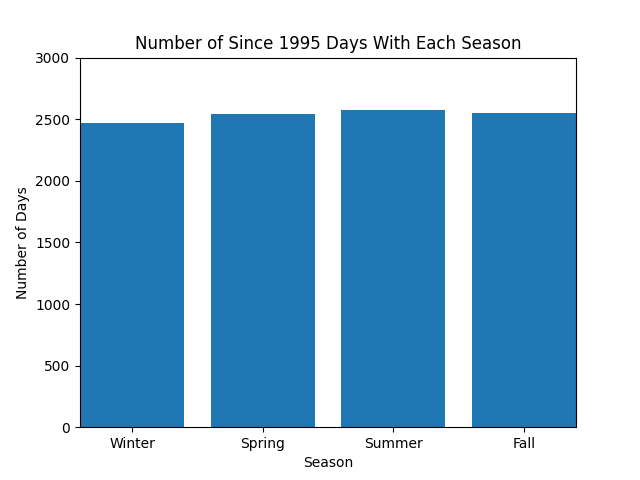 Number of Since 1995 Days With Each Season
3000
2500
2000
1500
1000
500
0
Number of Days
Winter Spring Summer Fall
Season